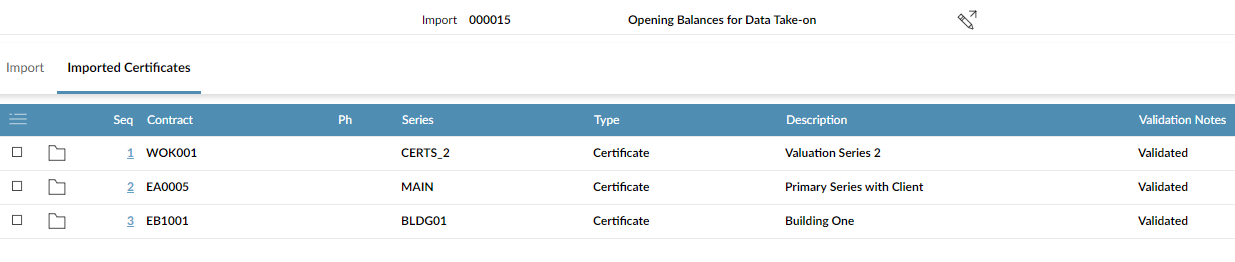 Import 000015 Opening Balances for Data Take-on
Import Imported Certificates
Seq Contract Ph Series Type Description Validation Notes
1 WOK001 CERTS_2 Certificate Valuation Series 2 Validated
2 EA0005 MAIN Certificate Primary Series with Client Validated
3 EB1001 BLDG01 Certificate Building One Validated